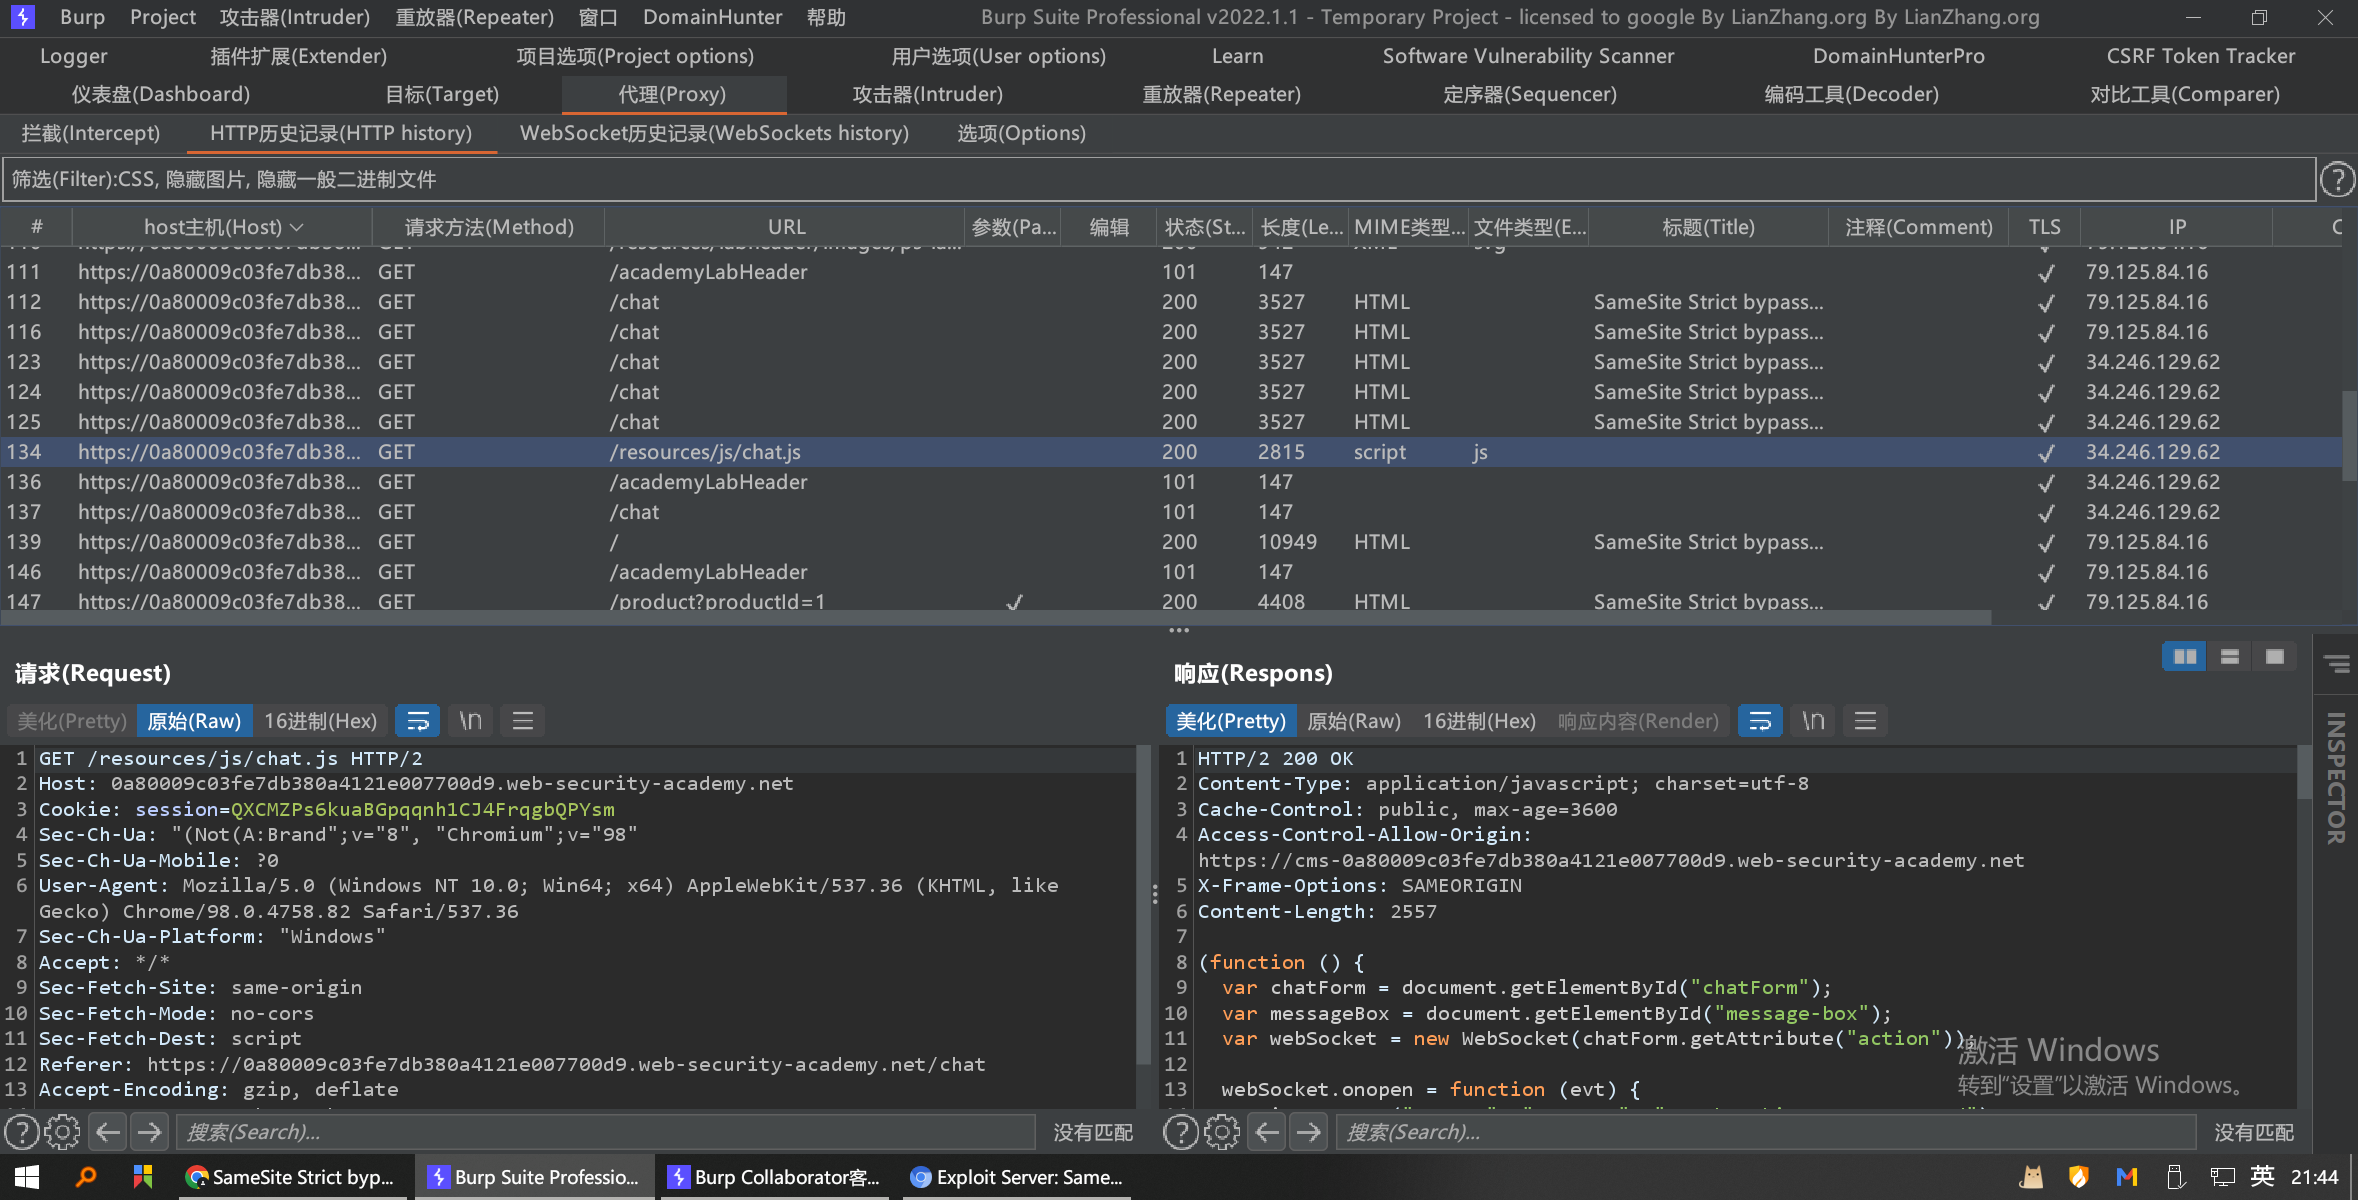 Burp Project 攻击器(Intruder) 重放器(Repeater) 窗口 DomainHunter 帮助 Burp Suite Professional v2022.1.1 - Temporary Project - licensed to google By LianZhang.org By LianZhang.org
Logger 插件扩展(Extender) 项目选项(Project options) 用户选项(User options) Learn Software Vulnerability Scanner DomainHunterPro CSRF Token Tracker
仪表盘(Dashboard) 目标(Target) 代理(Proxy) 攻击器(Intruder) 重放器(Repeater) 定序器(Sequencer) 编码工具(Decoder) 对比工具(Comparer)
拦截(Intercept) HTTP历史记录(HTTP history) WebSocket历史记录(WebSockets history) 选项(Options)
筛选(Filter):CSS, 隐藏图片, 隐藏一般二进制文件
# host主机(Host) 请求方法(Method) URL 参数(Pa... 编辑 状态(St... 长度(Le... MIME类型... 文件类型(E... 标题(Title) 注释(Comment) TLS IP
111 https://0a80009c03fe7db38... GET /academyLabHeader 101 147 ✓ 79.125.84.16
112 https://0a80009c03fe7db38... GET /chat 200 3527 HTML SameSite Strict bypass... ✓ 79.125.84.16
116 https://0a80009c03fe7db38... GET /chat 200 3527 HTML SameSite Strict bypass... ✓ 79.125.84.16
123 https://0a80009c03fe7db38... GET /chat 200 3527 HTML SameSite Strict bypass... ✓ 34.246.129.62
124 https://0a80009c03fe7db38... GET /chat 200 3527 HTML SameSite Strict bypass... ✓ 34.246.129.62
125 https://0a80009c03fe7db38... GET /chat 200 3527 HTML SameSite Strict bypass... ✓ 34.246.129.62
134 https://0a80009c03fe7db38... GET /resources/js/chat.js 200 2815 script js ✓ 34.246.129.62
136 https://0a80009c03fe7db38... GET /academyLabHeader 101 147 ✓ 34.246.129.62
137 https://0a80009c03fe7db38... GET /chat 101 147 ✓ 34.246.129.62
139 https://0a80009c03fe7db38... GET / 200 10949 HTML SameSite Strict bypass... ✓ 79.125.84.16
146 https://0a80009c03fe7db38... GET /academyLabHeader 101 147 ✓ 79.125.84.16
147 https://0a80009c03fe7db38... GET /product?productId=1 ✓ 200 4408 HTML SameSite Strict bypass... ✓ 79.125.84.16
请求(Request)
美化(Pretty) 原始(Raw) 16进制(Hex) \n
1 GET /resources/js/chat.js HTTP/2
2 Host: 0a80009c03fe7db380a4121e007700d9.web-security-academy.net
3 Cookie: session=QXCMZPs6kuaBGpqqnh1CJ4FrqgbQPYsm
4 Sec-Ch-Ua: "(Not(A:Brand";v="8", "Chromium";v="98"
5 Sec-Ch-Ua-Mobile: ?0
6 User-Agent: Mozilla/5.0 (Windows NT 10.0; Win64; x64) AppleWebKit/537.36 (KHTML, like
Gecko) Chrome/98.0.4758.82 Safari/537.36
7 Sec-Ch-Ua-Platform: "Windows"
8 Accept: */*
9 Sec-Fetch-Site: same-origin
10 Sec-Fetch-Mode: no-cors
11 Sec-Fetch-Dest: script
12 Referer: https://0a80009c03fe7db380a4121e007700d9.web-security-academy.net/chat
13 Accept-Encoding: gzip, deflate
搜索(Search)... 没有匹配
响应(Respons)
美化(Pretty) 原始(Raw) 16进制(Hex) 响应内容(Render) \n
1 HTTP/2 200 OK
2 Content-Type: application/javascript; charset=utf-8
3 Cache-Control: public, max-age=3600
4 Access-Control-Allow-Origin:
https://cms-0a80009c03fe7db380a4121e007700d9.web-security-academy.net
5 X-Frame-Options: SAMEORIGIN
6 Content-Length: 2557
7
8 (function () {
9 var chatForm = document.getElementById("chatForm");
10 var messageBox = document.getElementById("message-box");
11 var webSocket = new WebSocket(chatForm.getAttribute("action"));
12
13 webSocket.onopen = function (evt) {
搜索(Search)... 没有匹配
INSPECTOR
激活 Windows
转到“设置”以激活 Windows。
SameSite Strict byp... Burp Suite Professio... Burp Collaborator客... Exploit Server: Same... 英 21:44